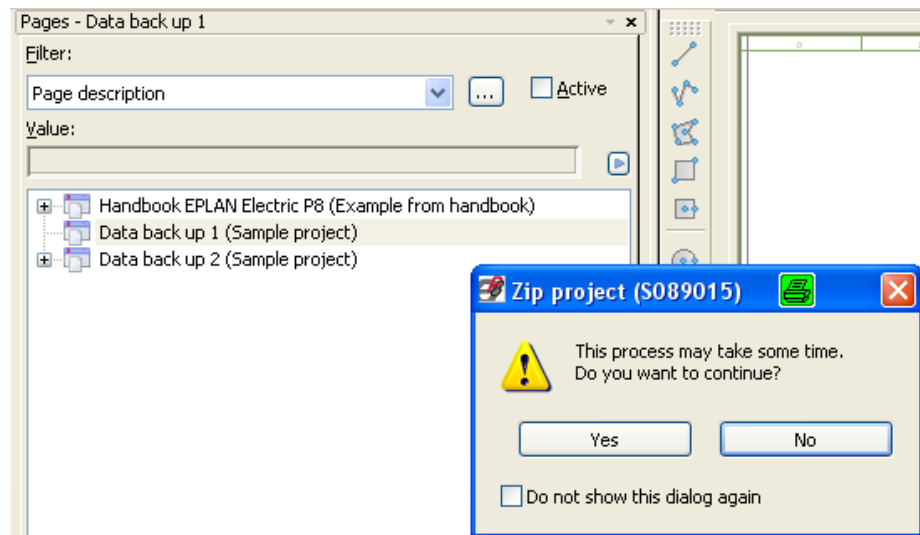 Pages - Data back up 1
Filter:
Page description
...
Active
Value:
Handbook EPLAN Electric P8 (Example from handbook)
Data back up 1 (Sample project)
Data back up 2 (Sample project)
0
Zip project (S089015)
This process may take some time.
Do you want to continue?
Yes
No
Do not show this dialog again